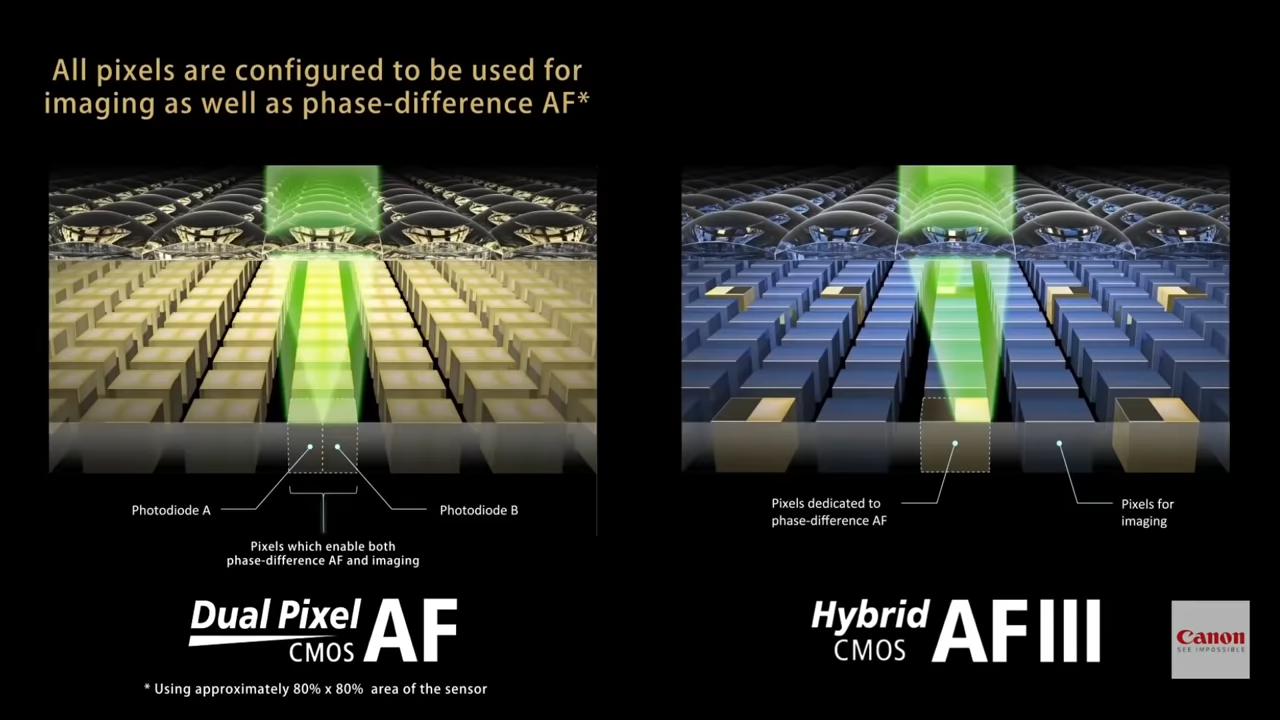 All pixels are configured to be used for
imaging as well as phase-difference AF*
Photodiode A
Photodiode B
Pixels which enable both
phase-difference AF and imaging
Dual Pixel
CMOS AF
* Using approximately 80% x 80% area of the sensor
Pixels dedicated to
phase-difference AF
Pixels for
imaging
Hybrid
CMOS AF III
Canon
SEE IMPOSSIBLE